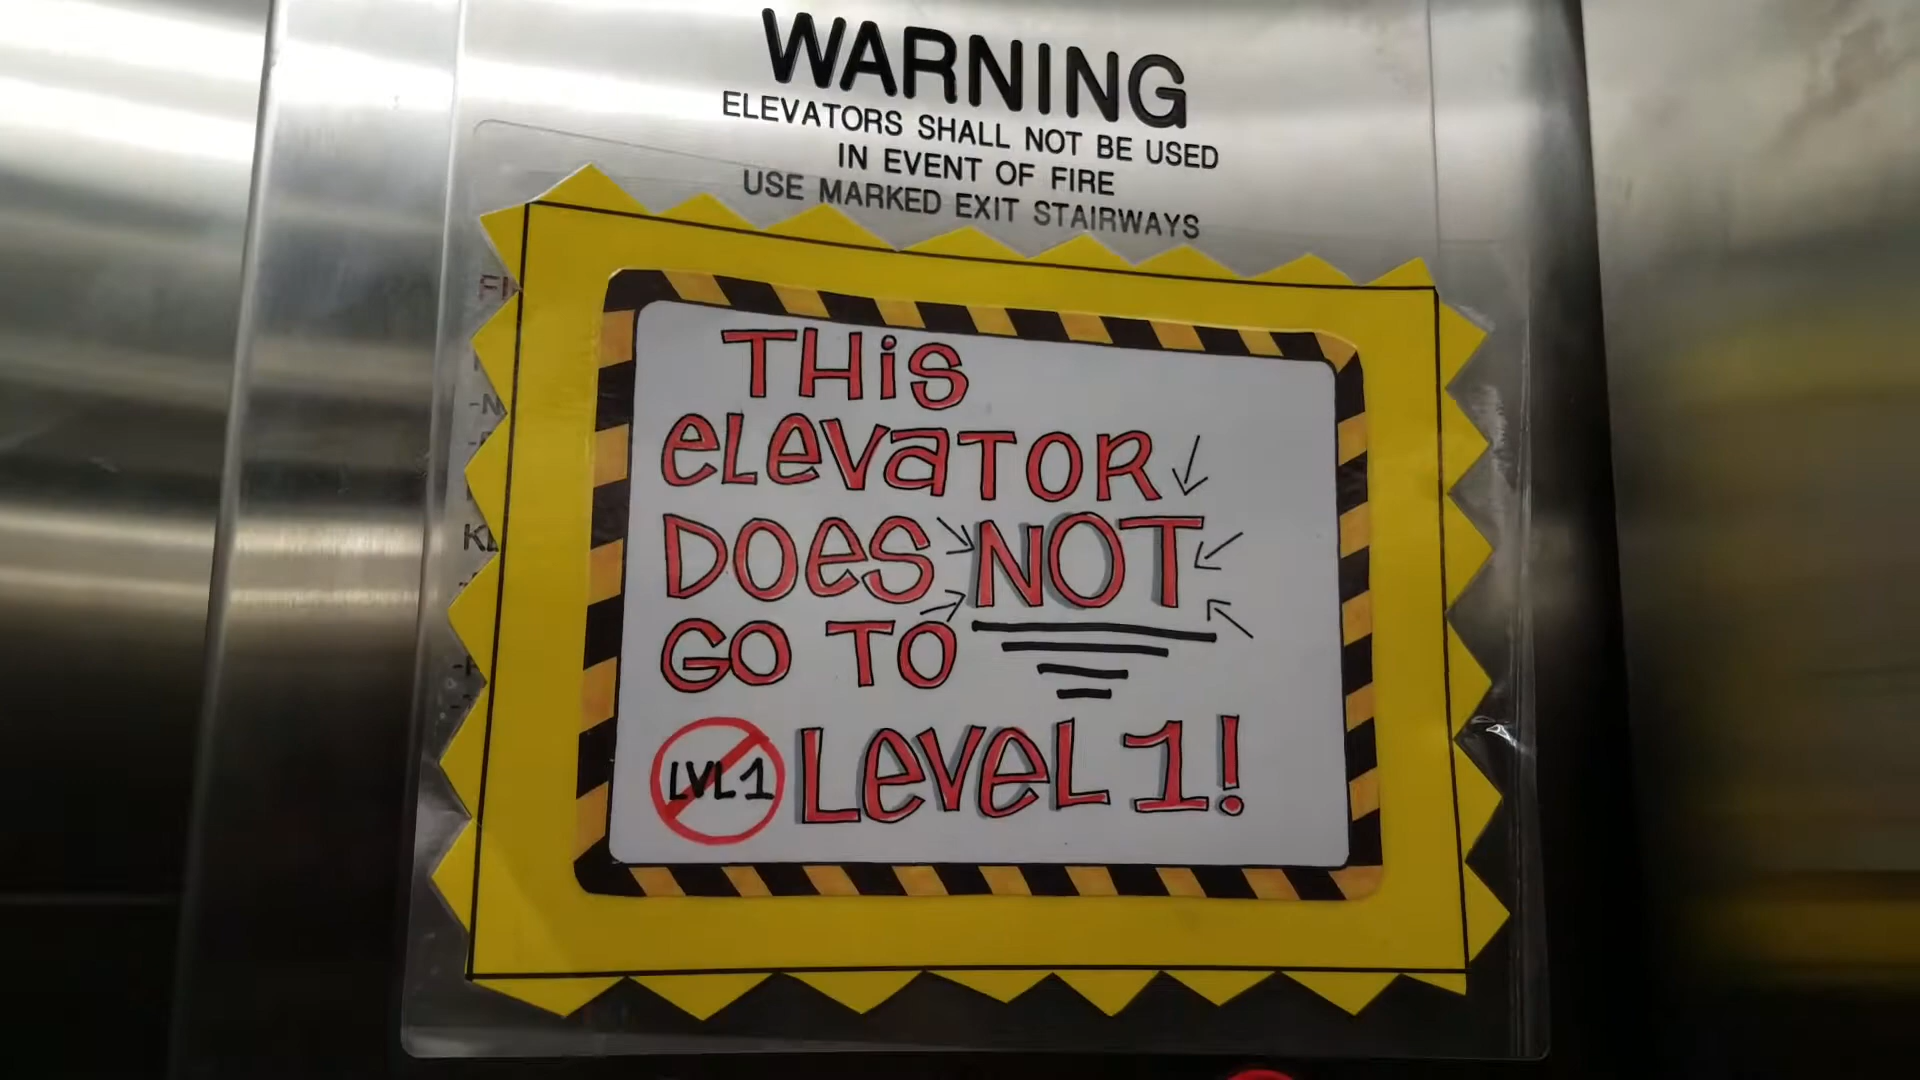 WARNING
ELEVATORS SHALL NOT BE USED
IN EVENT OF FIRE
USE MARKED EXIT STAIRWAYS
THiS
eLeVaTOR
DOeS NOT
GO TO
LVL 1 LeVeL 1!